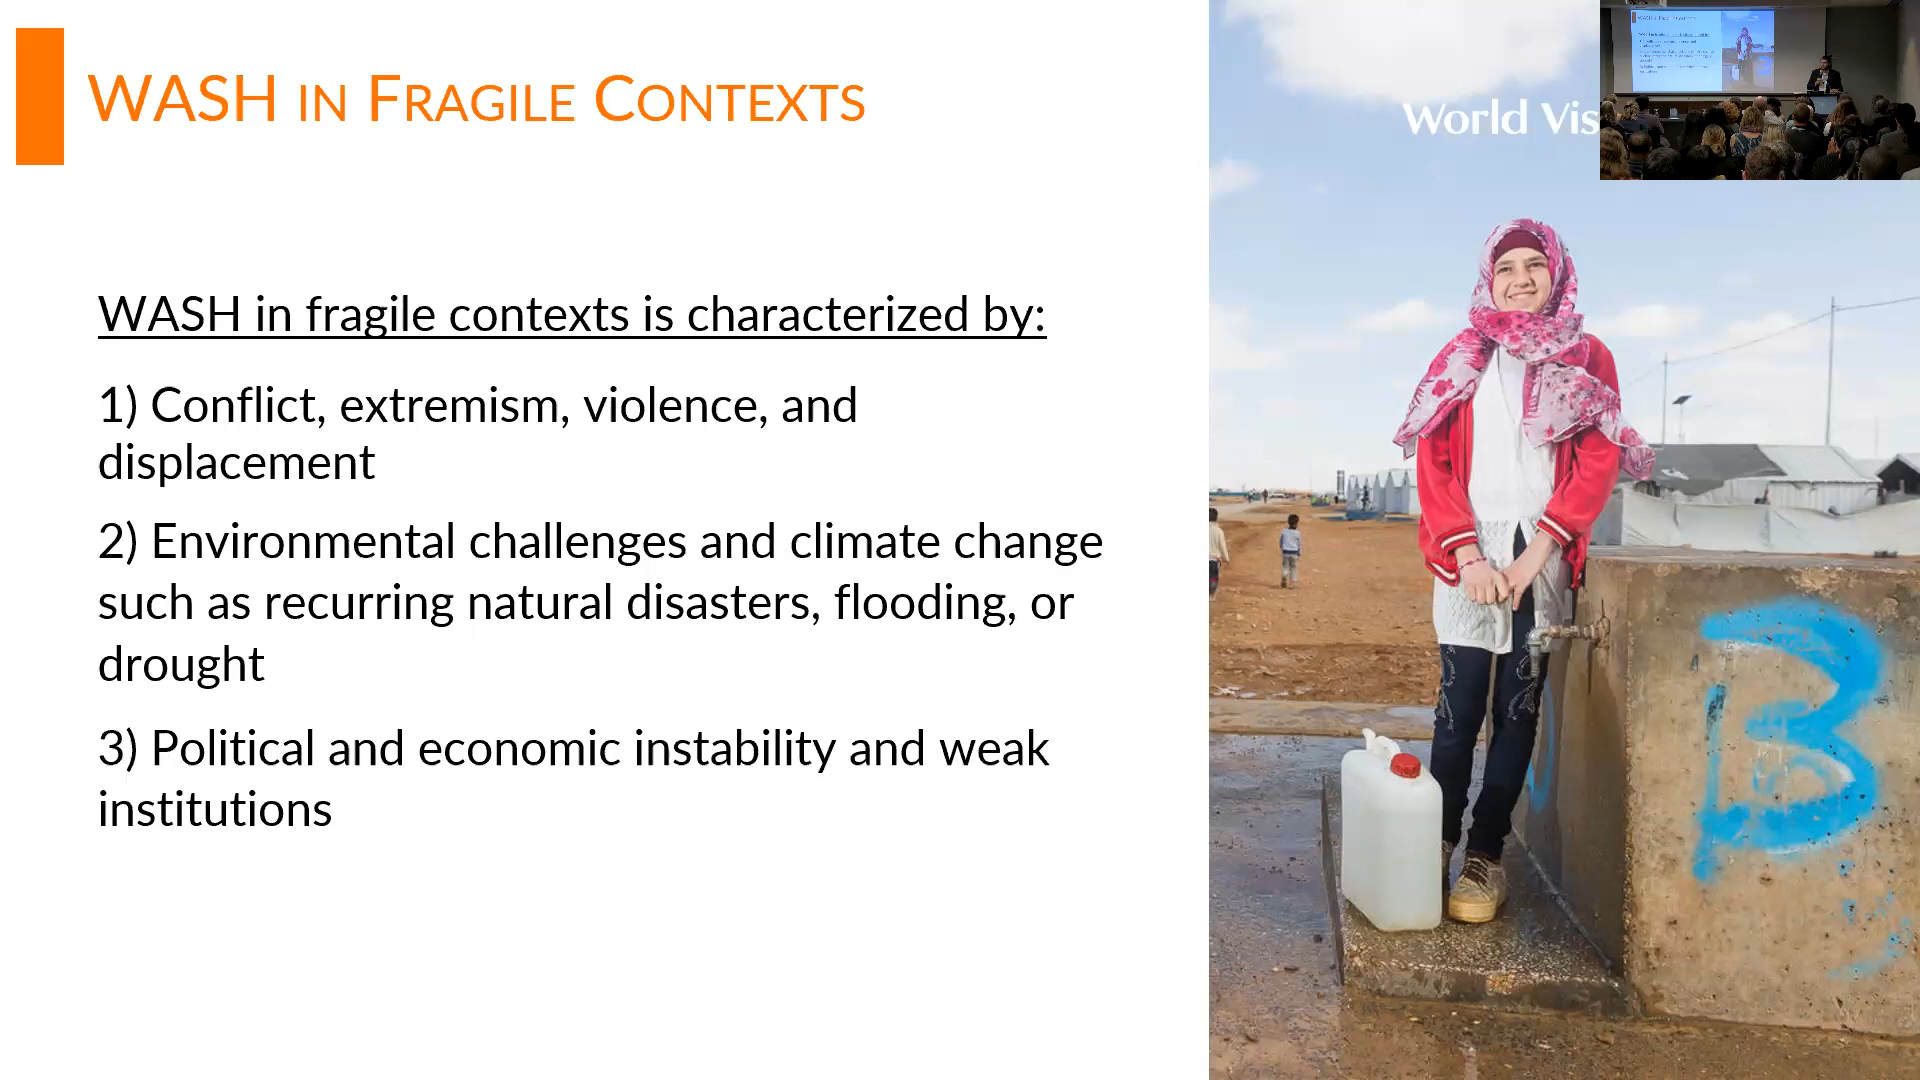 WASH IN FRAGILE CONTEXTS
World Vis
WASH in fragile contexts is characterized by:
1) Conflict, extremism, violence, and
displacement
2) Environmental challenges and climate change
such as recurring natural disasters, flooding, or
drought
3) Political and economic instability and weak
institutions
B